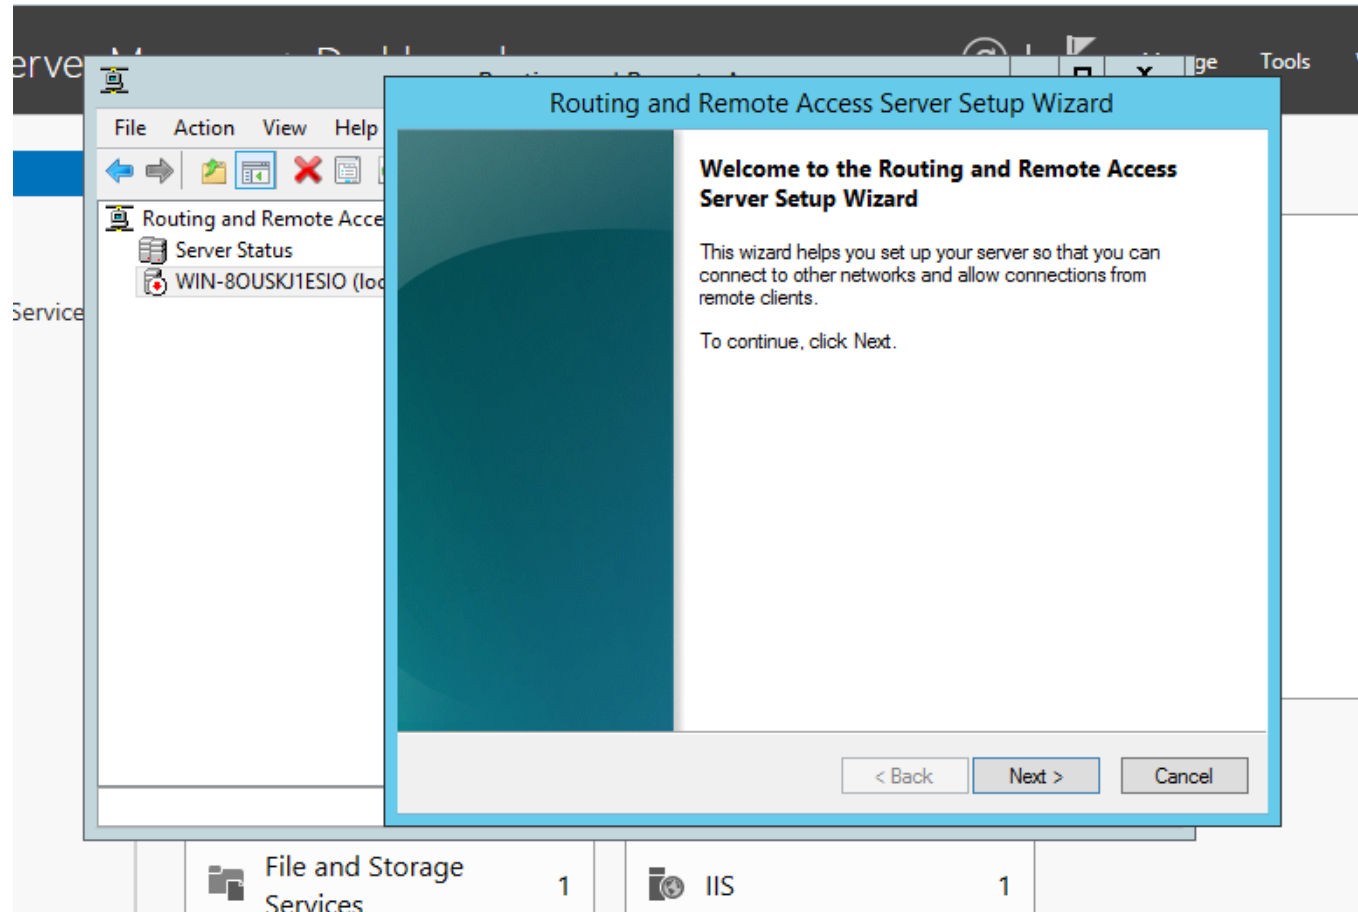 Tools
File Action View Help
Routing and Remote Access Server Setup Wizard
Routing and Remote Acce
Server Status
WIN-8OUSKJ1ESIO (loc
Service
Welcome to the Routing and Remote Access
Server Setup Wizard
This wizard helps you set up your server so that you can
connect to other networks and allow connections from
remote clients.
To continue, click Next.
< Back
Next >
Cancel
File and Storage
Services
1
IIS
1